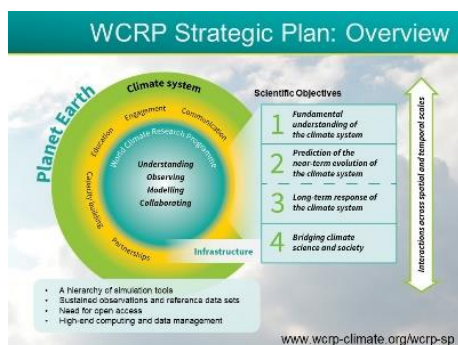 WCRP Strategic Plan: Overview
Planet Earth
Climate system
Education
Engagement
Communication
Capacity building
Partnerships
World Climate Research Programme
Understanding
Observing
Modelling
Collaborating
Infrastructure
Scientific Objectives
1 Fundamental
understanding of
the climate system
2 Prediction of the
near-term evolution of
the climate system
3 Long-term response of
the climate system
4 Bridging climate
science and society
Interactions across spatial and temporal scales
• A hierarchy of simulation tools
• Sustained observations and reference data sets
• Need for open access
• High-end computing and data management
www.wcrp-climate.org/wcrp-sp